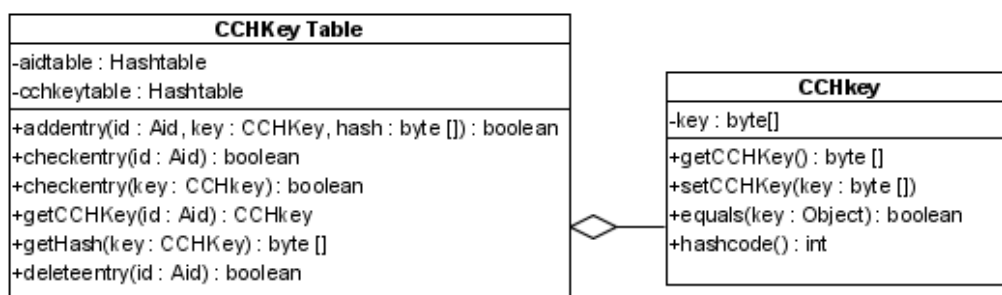 CCHKey Table
-aidtable : Hashtable
-cchkeytable : Hashtable
+addentry(id : Aid, key : CCHKey, hash : byte []) : boolean
+checkentry(id : Aid) : boolean
+checkentry(key : CCHkey) : boolean
+getCCHKey(id : Aid) : CCHkey
+getHash(key : CCHKey) : byte []
+deleteentry(id : Aid) : boolean
CCHkey
-key : byte[]
+getCCHKey() : byte []
+setCCHKey(key : byte [])
+equals(key : Object) : boolean
+hashcode() : int